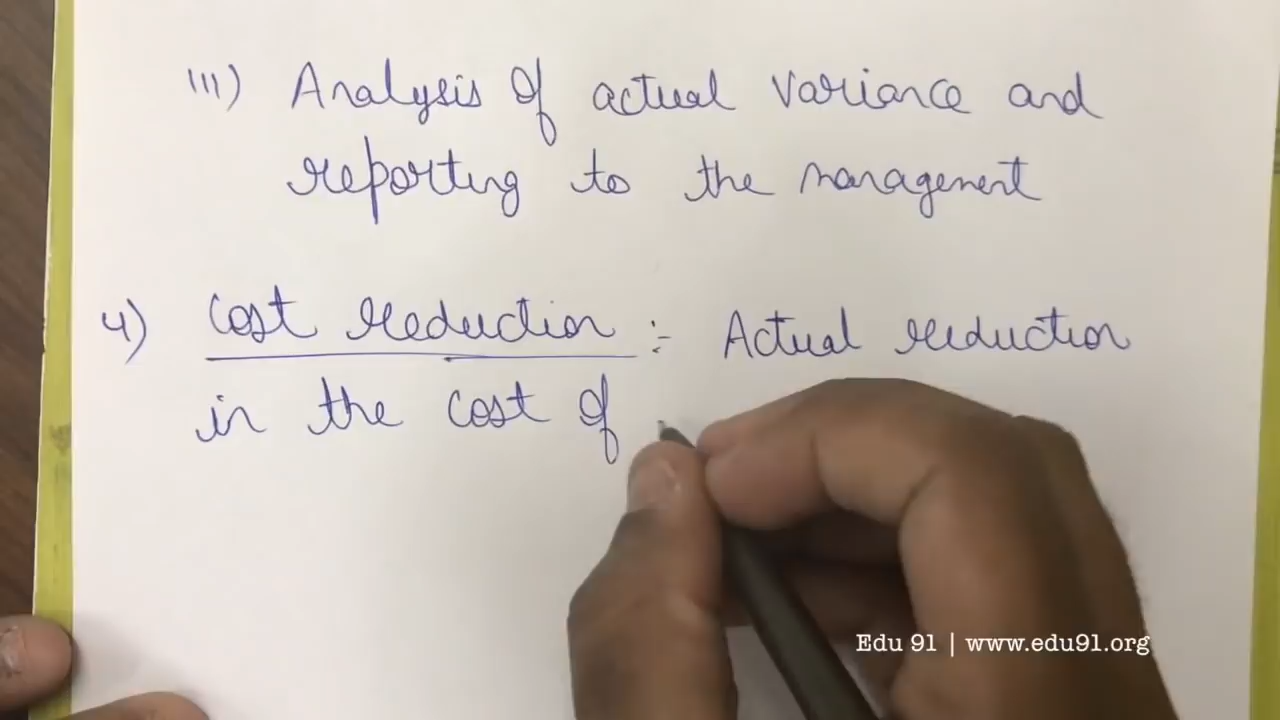 111) Analysis of actual variance and
reporting to the management
4) Cost reduction :- Actual reduction
in the cost of
Edu 91 | www.edu91.org